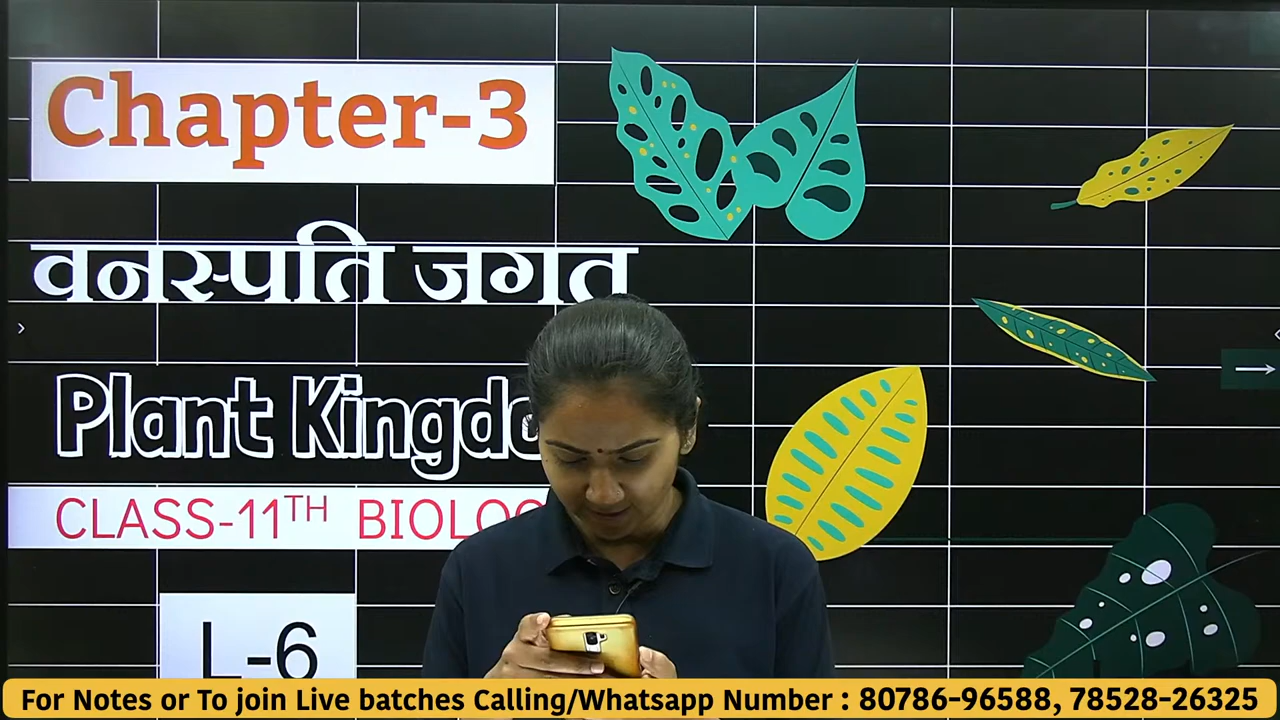 Chapter-3
वनस्पति जगत
Plant Kingdo
CLASS-11TH BIOLOG
L-6
For Notes or To join Live batches Calling/Whatsapp Number : 80786-96588, 78528-26325